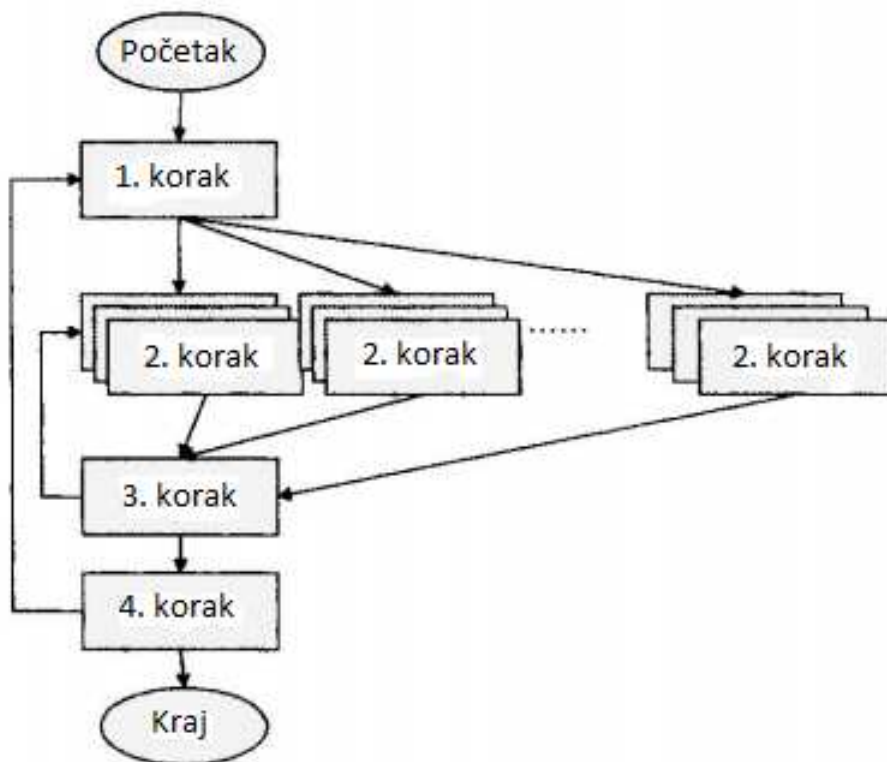 Početak
1. korak
2. korak
2. korak
......
2. korak
3. korak
4. korak
Kraj